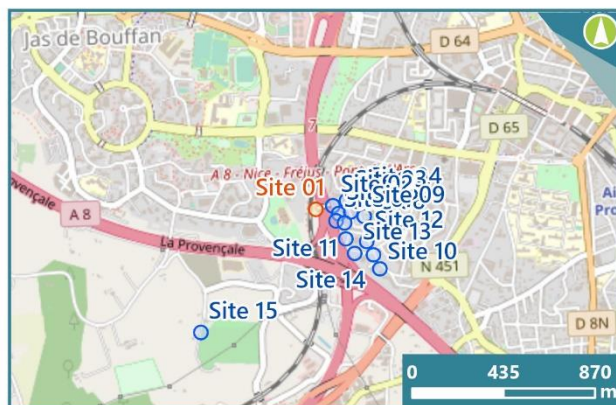 Jas de Bouffan
D 64
D 65
7
A 8 - Nice - Fréjus
Site 01
Site 09
A 8
La Provençale
Site 12
Site 13
Site 11
Site 10
N 451
Site 14
Site 15
D 8N
0 435 870
m